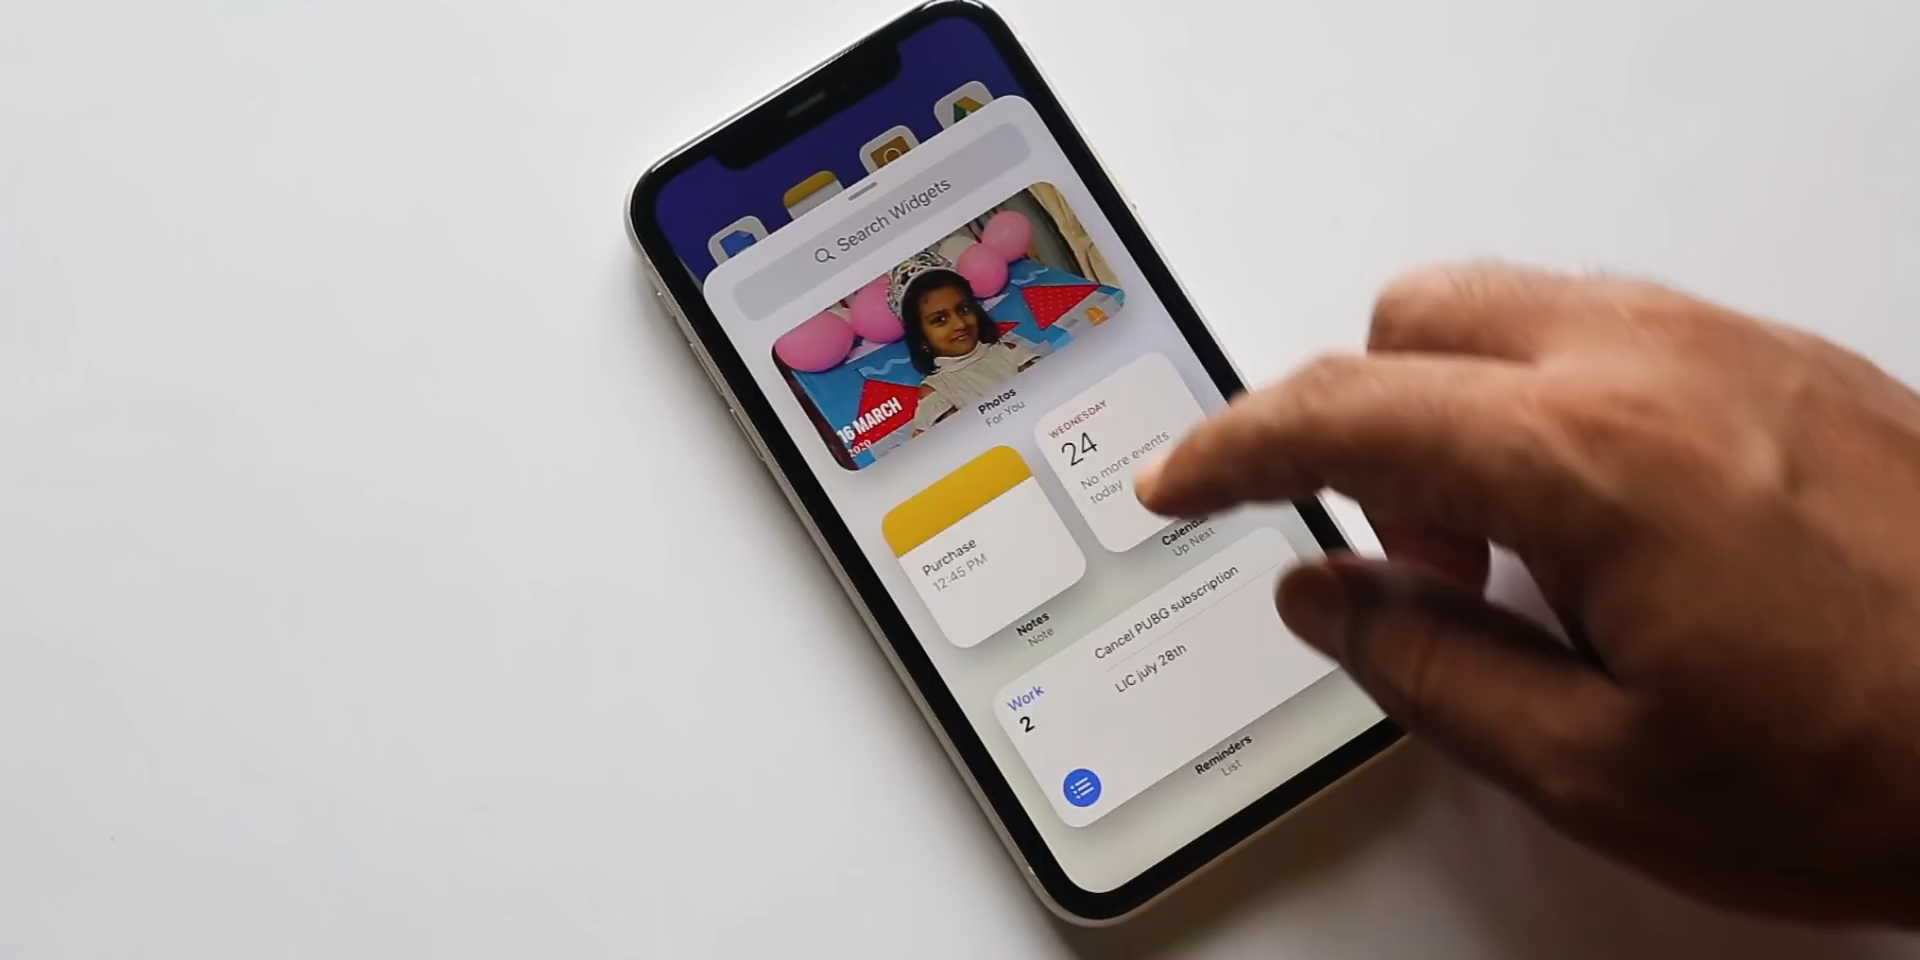 Search Widgets
16 MARCH
2020
Photos
For You
WEDNESDAY
24
No more events
today
Calendar
Up Next
Purchase
12:45 PM
Notes
Note
Work
2
Cancel PUBG subscription
LIC july 28th
Reminders
List